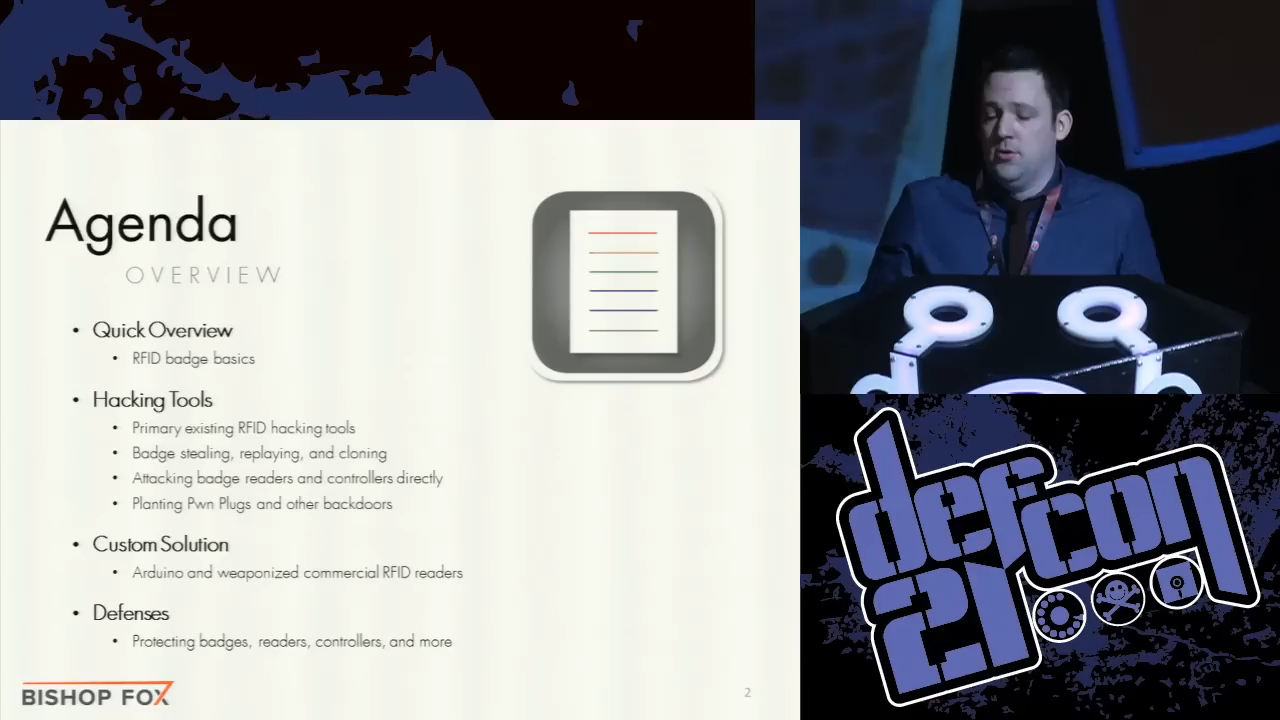 Agenda
OVERVIEW
• Quick Overview
• RFID badge basics
• Hacking Tools
• Primary existing RFID hacking tools
• Badge stealing, replaying, and cloning
• Attacking badge readers and controllers directly
• Planting Pwn Plugs and other backdoors
• Custom Solution
• Arduino and weaponized commercial RFID readers
• Defenses
• Protecting badges, readers, controllers, and more
BISHOP FOX
2
defcon
21